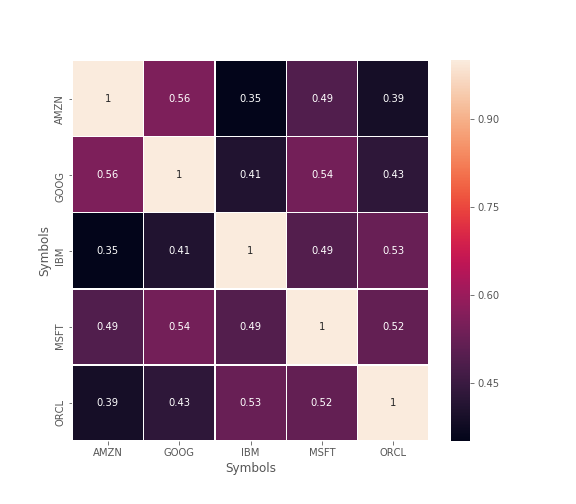 AMZN 1 0.56 0.35 0.49 0.39
GOOG 0.56 1 0.41 0.54 0.43
IBM 0.35 0.41 1 0.49 0.53
MSFT 0.49 0.54 0.49 1 0.52
ORCL 0.39 0.43 0.53 0.52 1
Symbols
AMZN GOOG IBM MSFT ORCL
Symbols
0.90
0.75
0.60
0.45